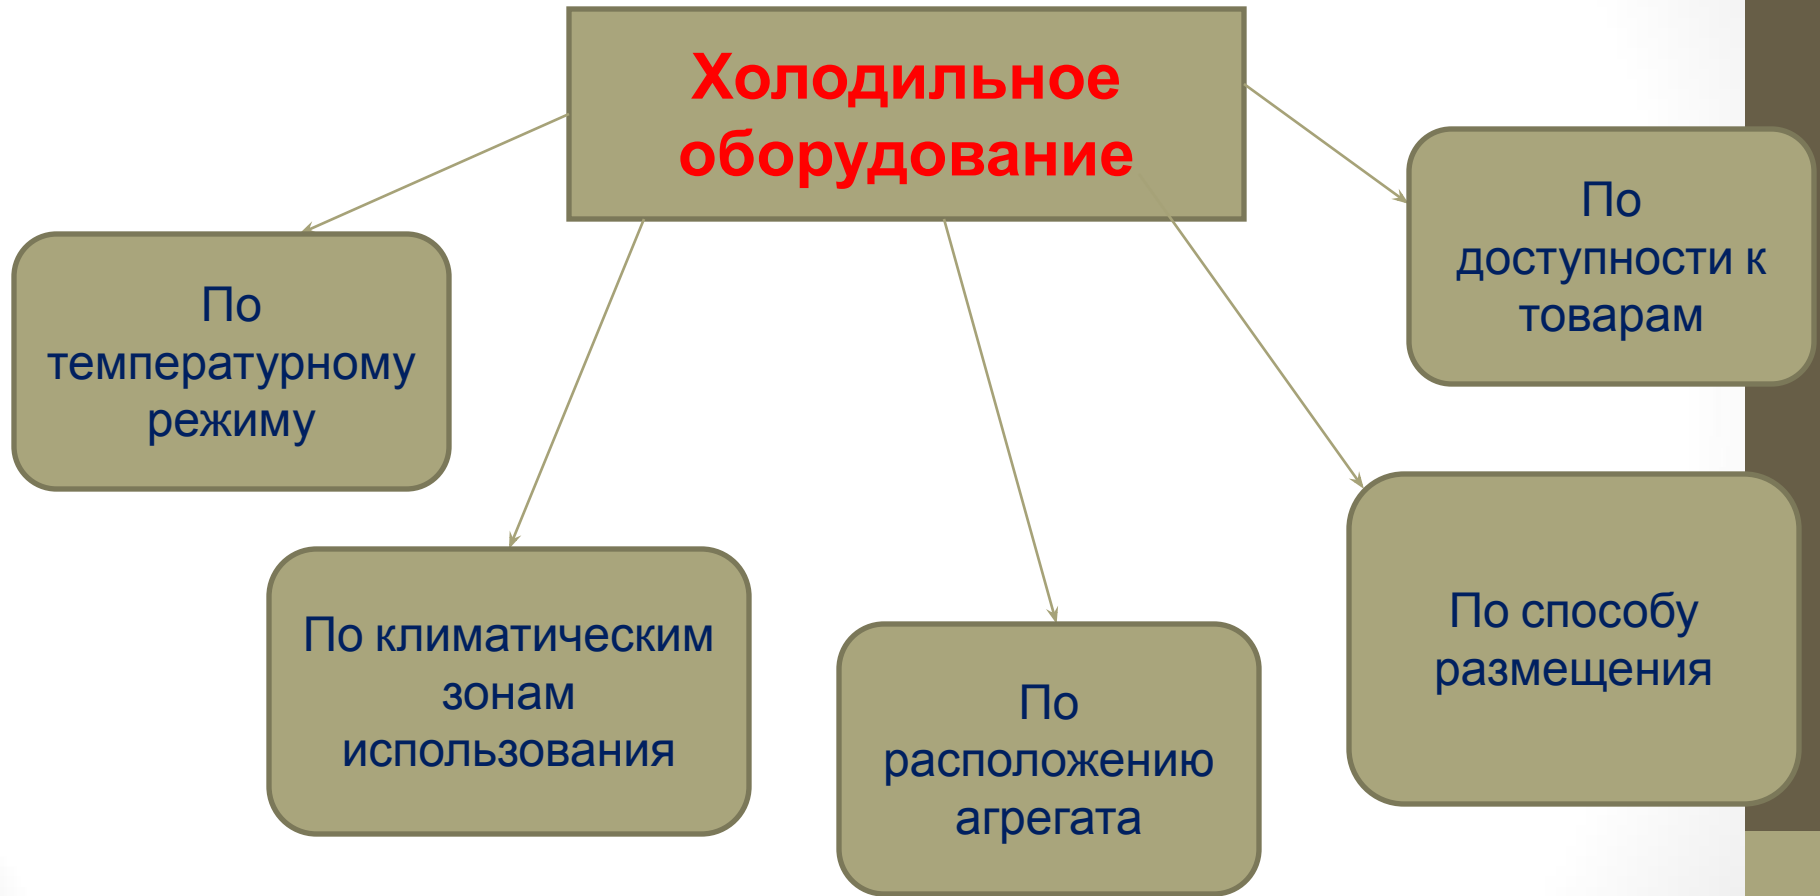 Холодильное
оборудование
По
доступности к
товарам
По
температурному
режиму
По климатическим
зонам
использования
По
расположению
агрегата
По способу
размещения